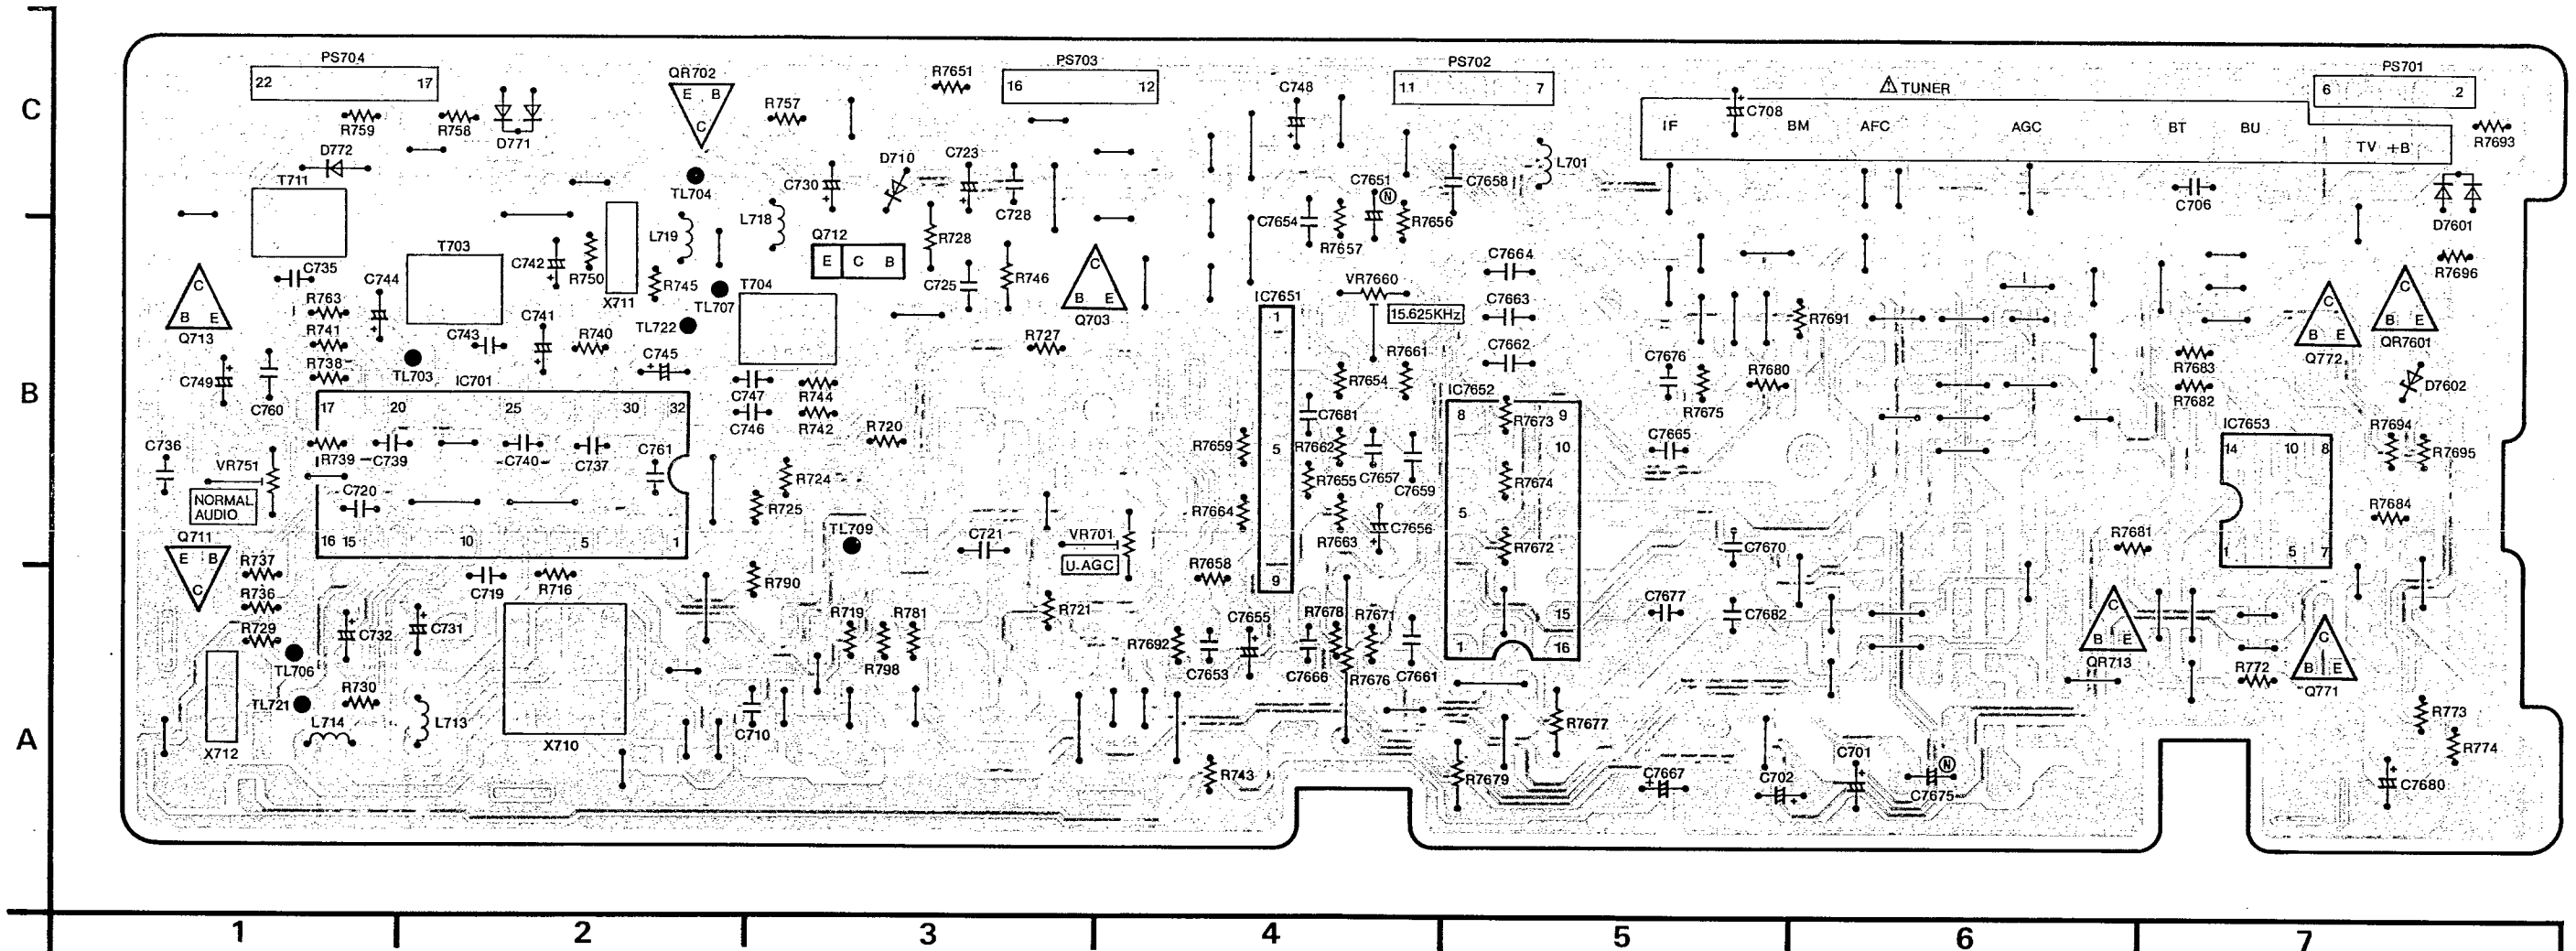 PS704
22 17
QR702
E B
C
R7651
PS703
16 12
C748
PS702
11 7
⚠ TUNER
PS701
6 2
C
R759
R758
D771
R757
C708
IF BM AFC AGC BT BU
TV +B
R7693
D772
T711
TL704
C730
D710
C723
C728
C7651
N
C7658
L701
C706
D7601
L719
L718
Q712
E C B
R728
C7654
R7657
R7656
T703
C742
R750
X711
R745
C735
C744
TL707
T704
C725
R746
C
B E
Q703
VR7660
15.625KHz
C7664
C7663
C7662
R7696
C
B E
Q713
R763
R741
R738
C743
C741
R740
TL722
C745
TL703
IC701
R727
IC7651
1
5
9
R7691
C
B E
Q772
C
B E
QR7601
D7602
B
C749
C760
17 20 25 30 32
C747
R744
C746
R742
R7661
R7654
C7681
IC7652
8 9
R7673
10
C7676
R7675
R7680
R7683
R7682
IC7653
14 10 8
R7694
R7695
C736
VR751
NORMAL
AUDIO
R739
C739
C740
C737
C761
C720
R720
R724
R725
R7659
R7662
C7657
C7659
R7655
R7664
R7663
C7656
R7674
5
R7672
C7665
R7684
Q711
E B
C
16 15 10 5 1
TL709
C721
VR701
U.AGC
C7670
R7681
1 5 7
R737
R736
R729
C719
R716
R790
R7658
C732
C731
R719
R781
R798
R721
R7692
C7653
C7655
R7678
R7671
C7666
R7676
C7661
15
1 16
C7677
C7682
C
B E
QR713
C
B E
Q771
R772
TL706
TL721
R730
L714
L713
X712
X710
C710
A
R7677
R743
R7679
C7667
C702
C701
C7675
N
R773
R774
C7680
1 2 3 4 5 6 7